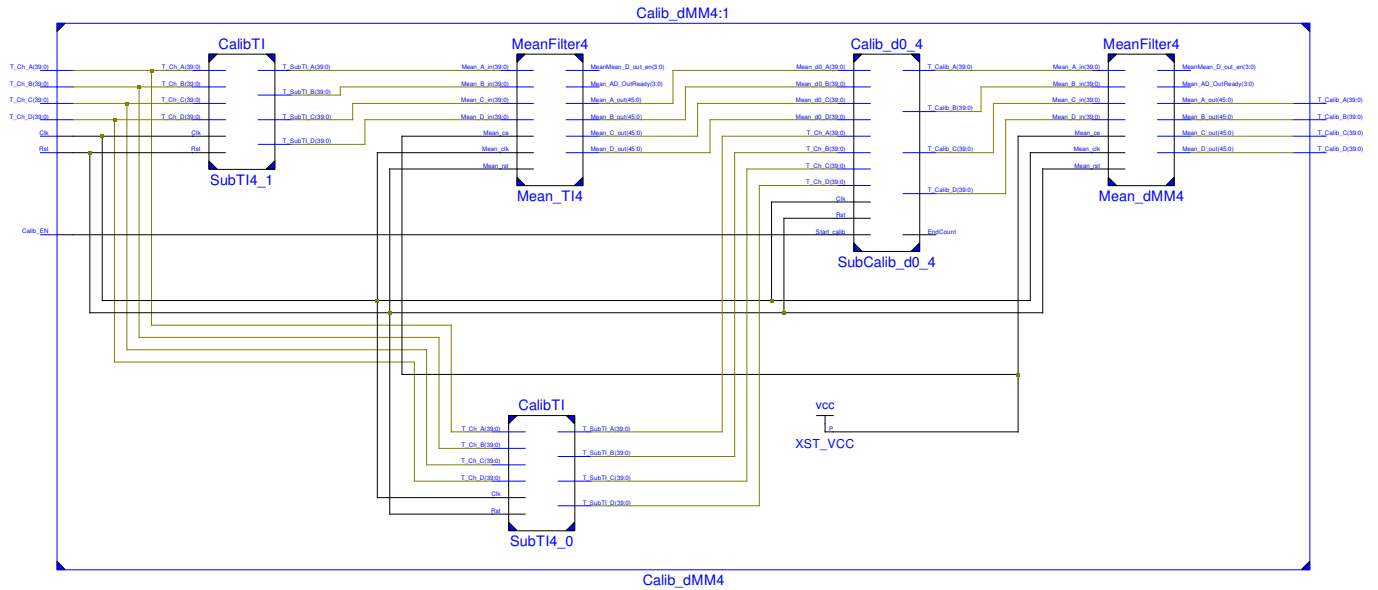 Calib_dMM4:1
CalibTI
MeanFilter4
Calib_d0_4
MeanFilter4
T_Ch_A(39:0)
T_Ch_B(39:0)
T_Ch_C(39:0)
T_Ch_D(39:0)
Clk
Rst
Calib_EN
T_Ch_A(39:0)
T_Ch_B(39:0)
T_Ch_C(39:0)
T_Ch_D(39:0)
Clk
Rst
T_SubTI_A(39:0)
T_SubTI_B(39:0)
T_SubTI_C(39:0)
T_SubTI_D(39:0)
SubTI4_1
Mean_A_in(39:0)
Mean_B_in(39:0)
Mean_C_in(39:0)
Mean_D_in(39:0)
Mean_ce
Mean_clk
Mean_rst
MeanMean_D_out_en(3:0)
Mean_AD_OutReady(3:0)
Mean_A_out(45:0)
Mean_B_out(45:0)
Mean_C_out(45:0)
Mean_D_out(45:0)
Mean_TI4
Mean_d0_A(39:0)
Mean_d0_B(39:0)
Mean_d0_C(39:0)
Mean_d0_D(39:0)
T_Ch_A(39:0)
T_Ch_B(39:0)
T_Ch_C(39:0)
T_Ch_D(39:0)
Clk
Rst
Start_calib
T_Calib_A(39:0)
T_Calib_B(39:0)
T_Calib_C(39:0)
T_Calib_D(39:0)
EndCount
SubCalib_d0_4
Mean_A_in(39:0)
Mean_B_in(39:0)
Mean_C_in(39:0)
Mean_D_in(39:0)
Mean_ce
Mean_clk
Mean_rst
MeanMean_D_out_en(3:0)
Mean_AD_OutReady(3:0)
Mean_A_out(45:0)
Mean_B_out(45:0)
Mean_C_out(45:0)
Mean_D_out(45:0)
Mean_dMM4
T_Calib_A(39:0)
T_Calib_B(39:0)
T_Calib_C(39:0)
T_Calib_D(39:0)
CalibTI
T_Ch_A(39:0)
T_Ch_B(39:0)
T_Ch_C(39:0)
T_Ch_D(39:0)
Clk
Rst
T_SubTI_A(39:0)
T_SubTI_B(39:0)
T_SubTI_C(39:0)
T_SubTI_D(39:0)
SubTI4_0
vcc
P
XST_VCC
Calib_dMM4